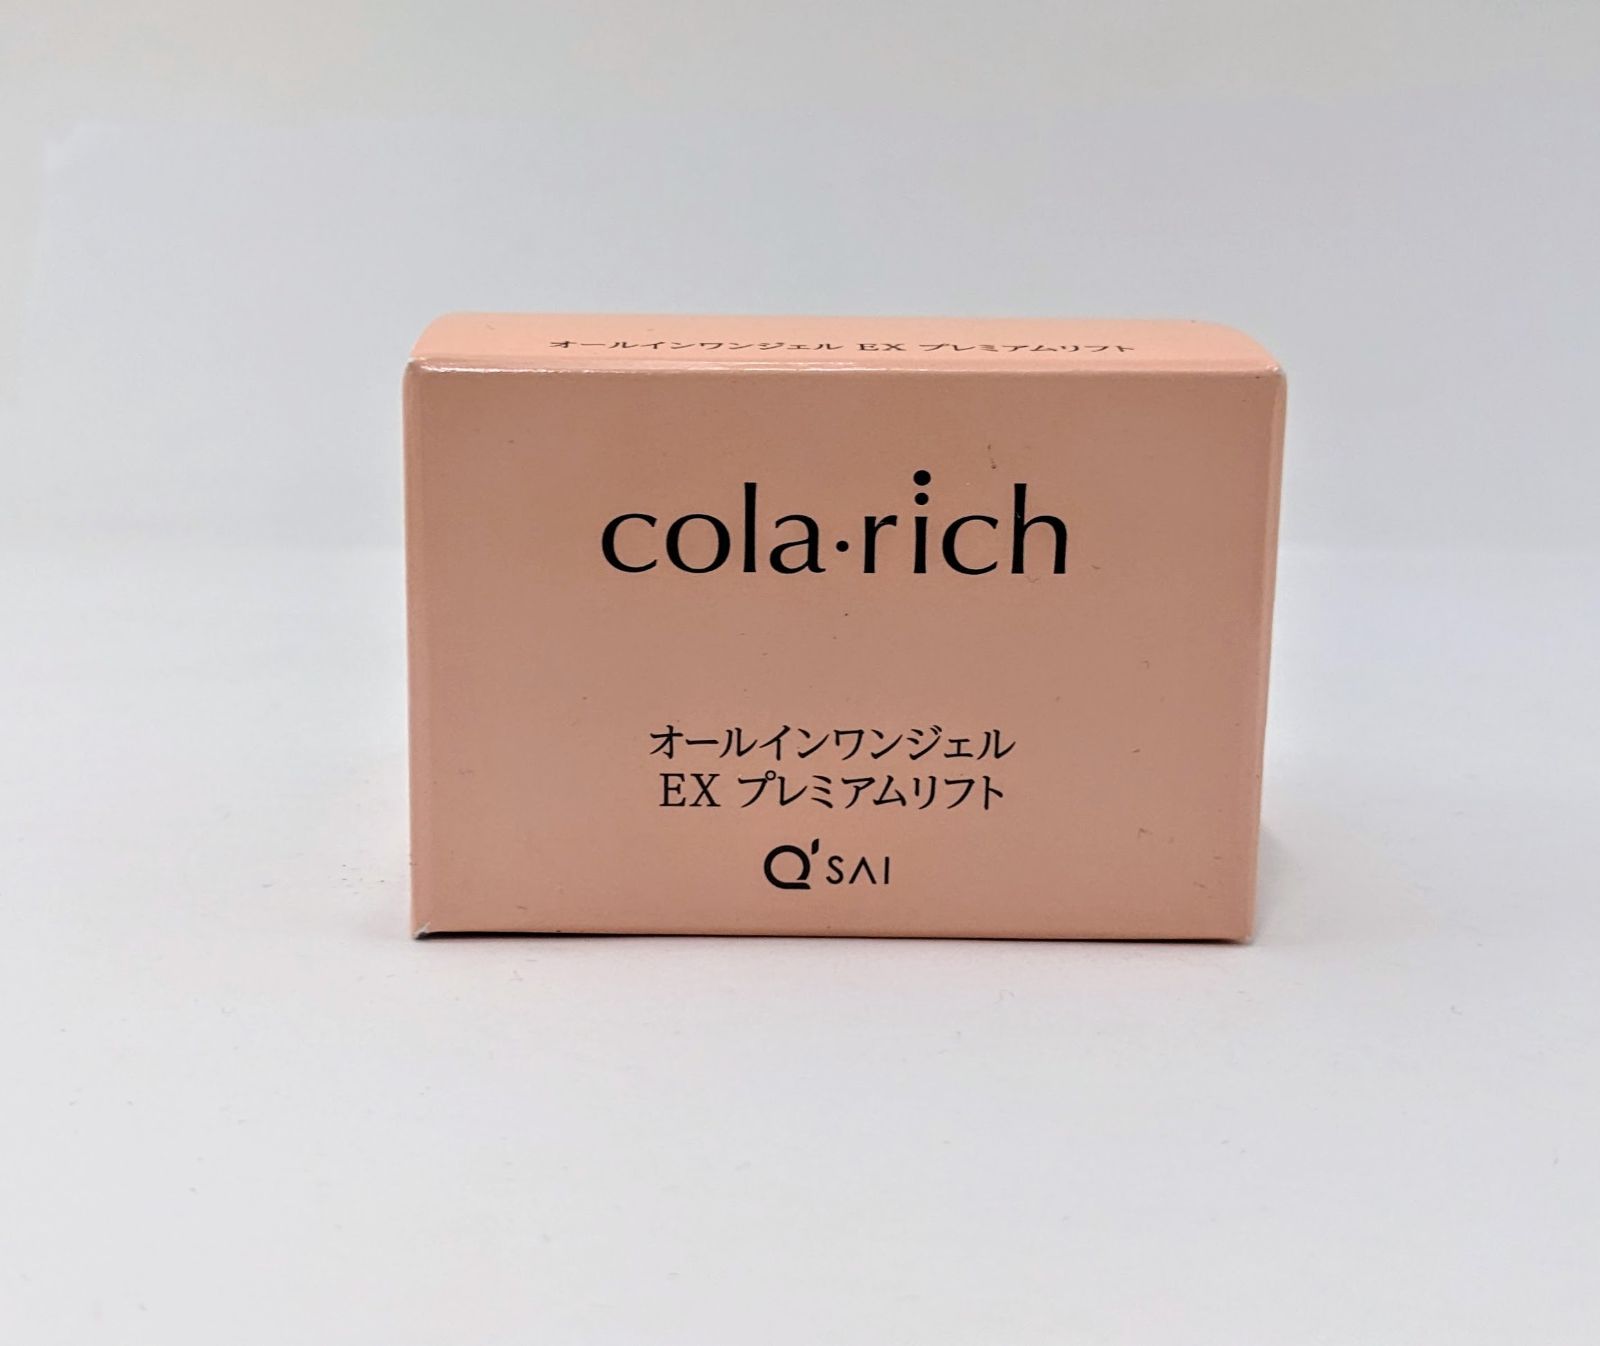 オールインワンジェル EX プレミアムリフト
cola・rich
オールインワンジェル
EX プレミアムリフト
Q'SAI